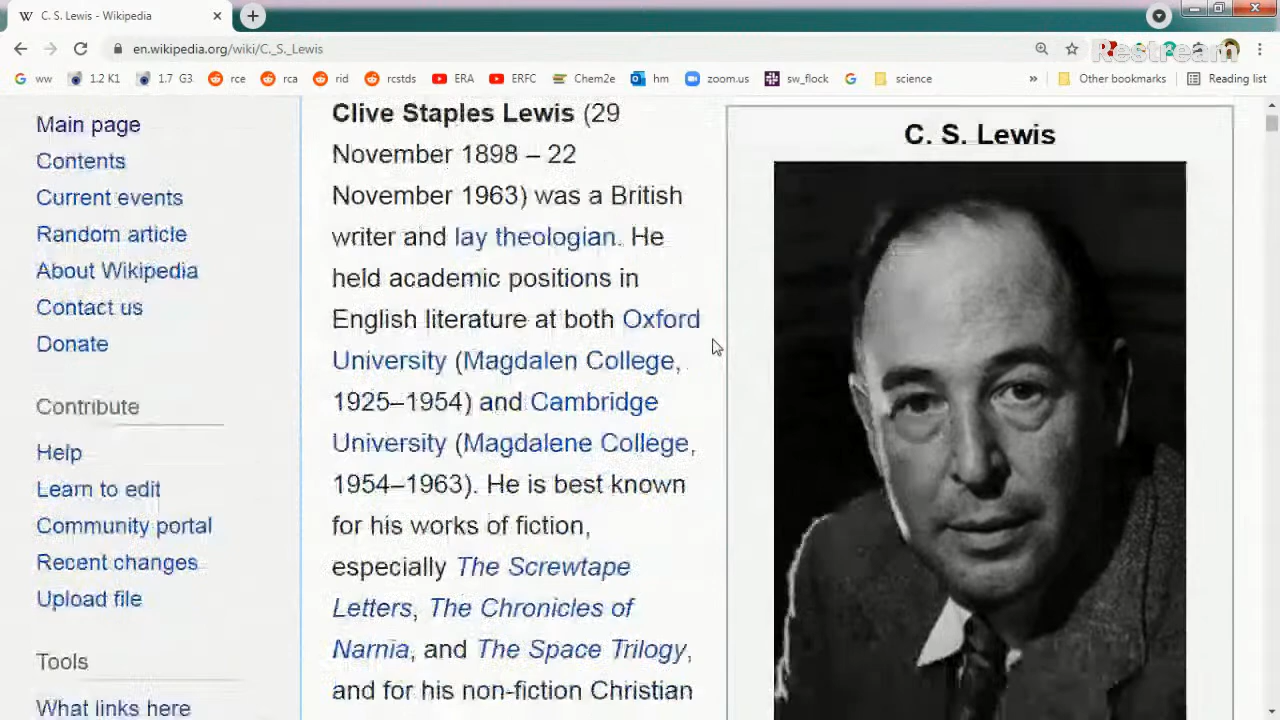 C. S. Lewis - Wikipedia
en.wikipedia.org/wiki/C._S._Lewis
Restream
ww
1.2 K1
1.7 G3
rce
rca
rid
rcstds
ERA
ERFC
Chem2e
hm
zoom.us
sw_flock
science
»
Other bookmarks
Reading list
Main page
Contents
Current events
Random article
About Wikipedia
Contact us
Donate
Contribute
Help
Learn to edit
Community portal
Recent changes
Upload file
Tools
What links here
Clive Staples Lewis (29
November 1898 – 22
November 1963) was a British
writer and lay theologian. He
held academic positions in
English literature at both Oxford
University (Magdalen College,
1925–1954) and Cambridge
University (Magdalene College,
1954–1963). He is best known
for his works of fiction,
especially The Screwtape
Letters, The Chronicles of
Narnia, and The Space Trilogy,
and for his non-fiction Christian
C. S. Lewis